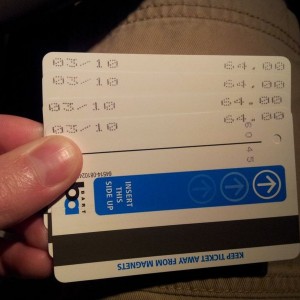 03/10 64.00
03/10 64.00
03/10 64.00
03/10 64.00
6045
INSERT
THIS
SIDE UP
KEEP TICKET AWAY FROM MAGNETS